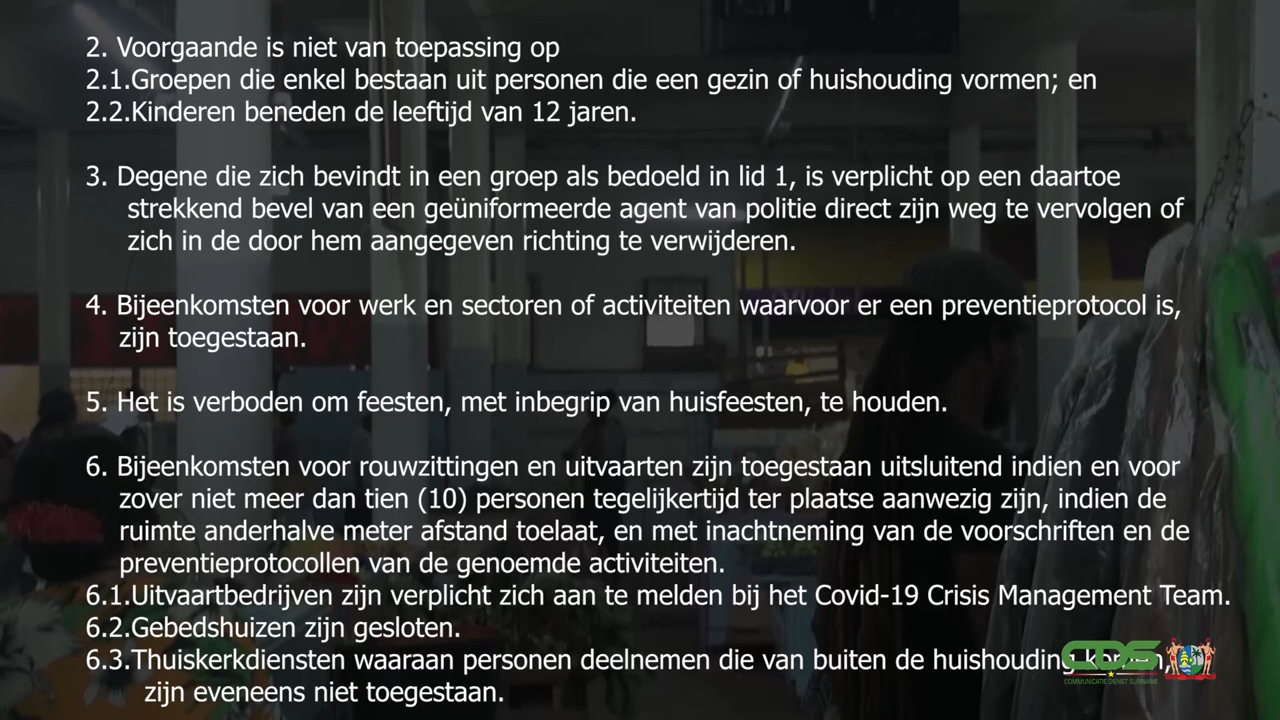 2. Voorgaande is niet van toepassing op
2.1.Groepen die enkel bestaan uit personen die een gezin of huishouding vormen; en
2.2.Kinderen beneden de leeftijd van 12 jaren.
3. Degene die zich bevindt in een groep als bedoeld in lid 1, is verplicht op een daartoe
strekkend bevel van een geüniformeerde agent van politie direct zijn weg te vervolgen of
zich in de door hem aangegeven richting te verwijderen.
4. Bijeenkomsten voor werk en sectoren of activiteiten waarvoor er een preventieprotocol is,
zijn toegestaan.
5. Het is verboden om feesten, met inbegrip van huisfeesten, te houden.
6. Bijeenkomsten voor rouwzittingen en uitvaarten zijn toegestaan uitsluitend indien en voor
zover niet meer dan tien (10) personen tegelijkertijd ter plaatse aanwezig zijn, indien de
ruimte anderhalve meter afstand toelaat, en met inachtneming van de voorschriften en de
preventieprotocollen van de genoemde activiteiten.
6.1.Uitvaartbedrijven zijn verplicht zich aan te melden bij het Covid-19 Crisis Management Team.
6.2.Gebedshuizen zijn gesloten.
6.3.Thuiskerkdiensten waaraan personen deelnemen die van buiten de huishouding komen,
zijn eveneens niet toegestaan.
CDS
COMMUNICATIE DIENST SURINAME